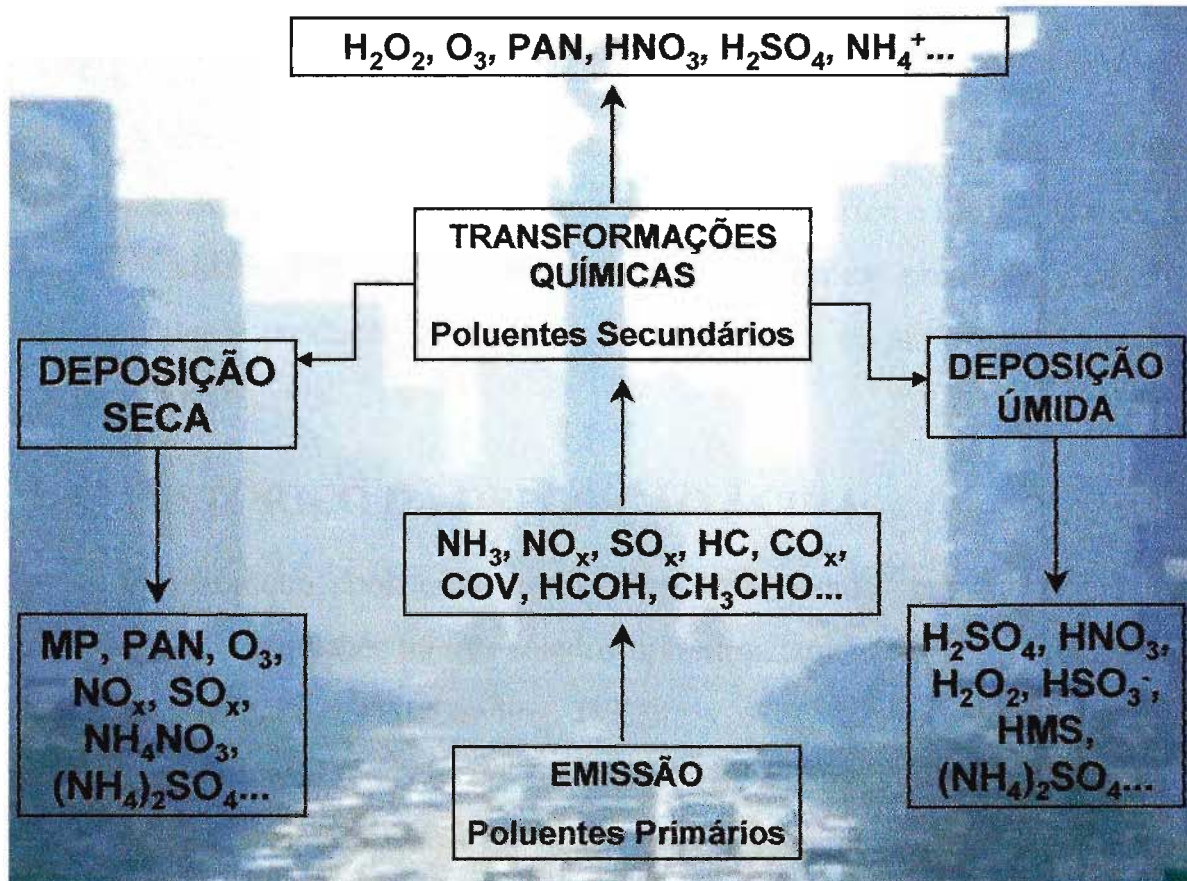 H₂O₂, O₃, PAN, HNO₃, H₂SO₄, NH₄⁺...
TRANSFORMAÇÕES
QUÍMICAS
Poluentes Secundários
DEPOSIÇÃO
SECA
DEPOSIÇÃO
ÚMIDA
NH₃, NOₓ, SOₓ, HC, COₓ,
COV, HCOH, CH₃CHO...
MP, PAN, O₃,
NOₓ, SOₓ,
NH₄NO₃,
(NH₄)₂SO₄...
H₂SO₄, HNO₃,
H₂O₂, HSO₃⁻,
HMS,
(NH₄)₂SO₄...
EMISSÃO
Poluentes Primários